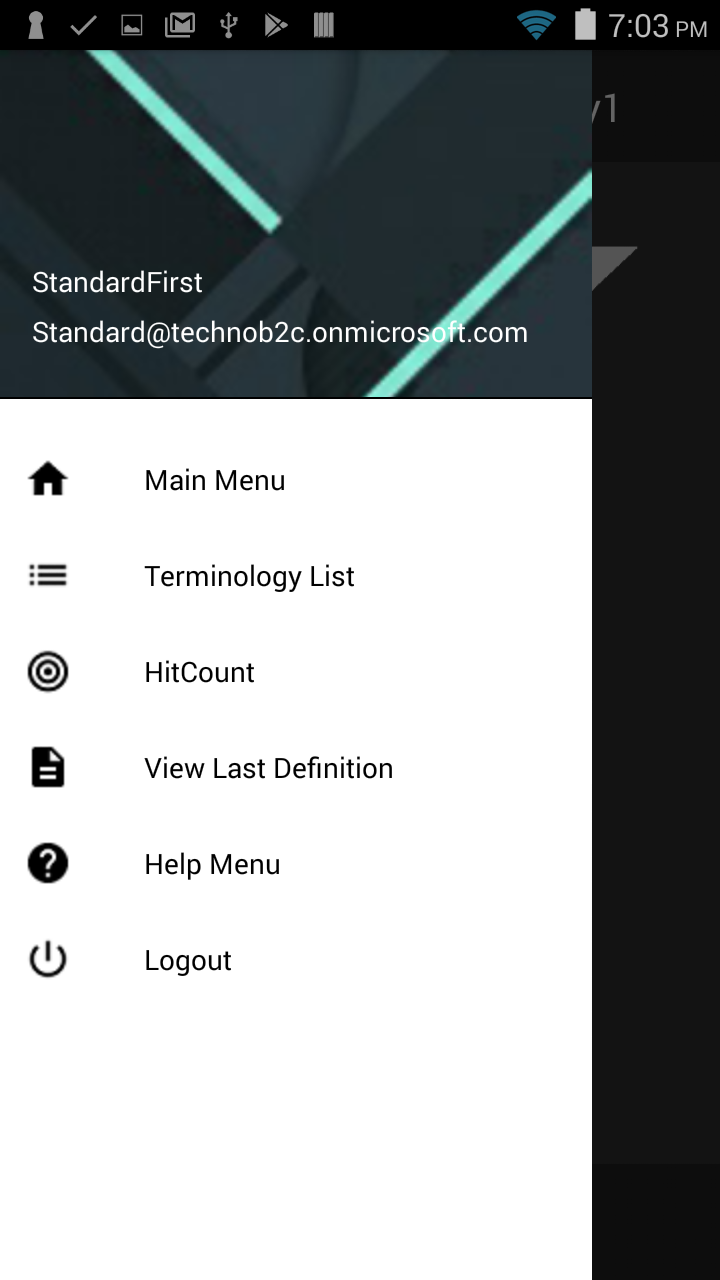 7:03 PM
y1
StandardFirst
Standard@technob2c.onmicrosoft.com
Main Menu
Terminology List
HitCount
View Last Definition
Help Menu
Logout